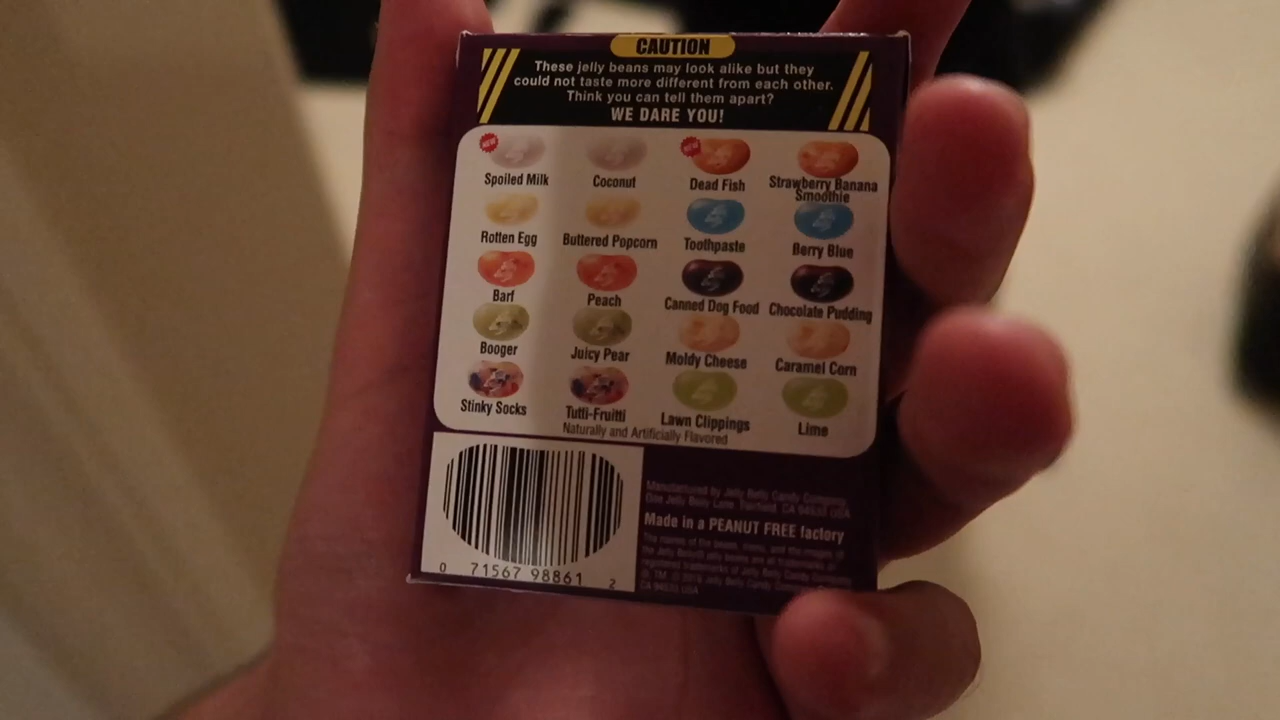 CAUTION
These jelly beans may look alike but they
could not taste more different from each other.
Think you can tell them apart?
WE DARE YOU!
NEW NEW
Spoiled Milk Coconut Dead Fish Strawberry Banana
Smoothie
Rotten Egg Buttered Popcorn Toothpaste Berry Blue
Barf Peach Canned Dog Food Chocolate Pudding
Booger Juicy Pear Moldy Cheese Caramel Corn
Stinky Socks Tutti-Fruitti Lawn Clippings Lime
Naturally and Artificially Flavored
Manufactured by Jelly Belly Candy Company
One Jelly Belly Lane, Fairfield, CA 94533 USA
Made in a PEANUT FREE factory
0 71567 98861 2